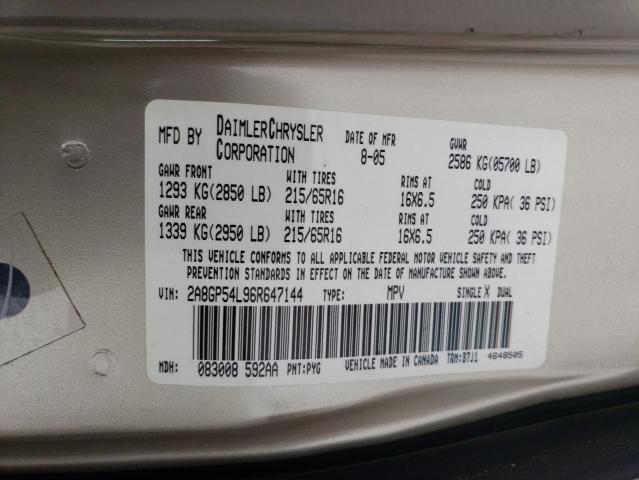 MFD BY DAIMLERCHRYSLER CORPORATION DATE OF MFR 8-05 GVWR 2586 KG(05700 LB)
GAWR FRONT WITH TIRES RIMS AT COLD
1293 KG(2850 LB) 215/65R16 16X6.5 250 KPA( 36 PSI)
GAWR REAR WITH TIRES RIMS AT COLD
1339 KG(2950 LB) 215/65R16 16X6.5 250 KPA( 36 PSI)
THIS VEHICLE CONFORMS TO ALL APPLICABLE FEDERAL MOTOR VEHICLE SAFETY AND THEFT
PREVENTION STANDARDS IN EFFECT ON THE DATE OF MANUFACTURE SHOWN ABOVE.
VIN: 2A8GP54L96R647144 TYPE: MPV SINGLE X DUAL
MDH: 083008 592AA PNT:PYG VEHICLE MADE IN CANADA TRM:B7J1 4648505